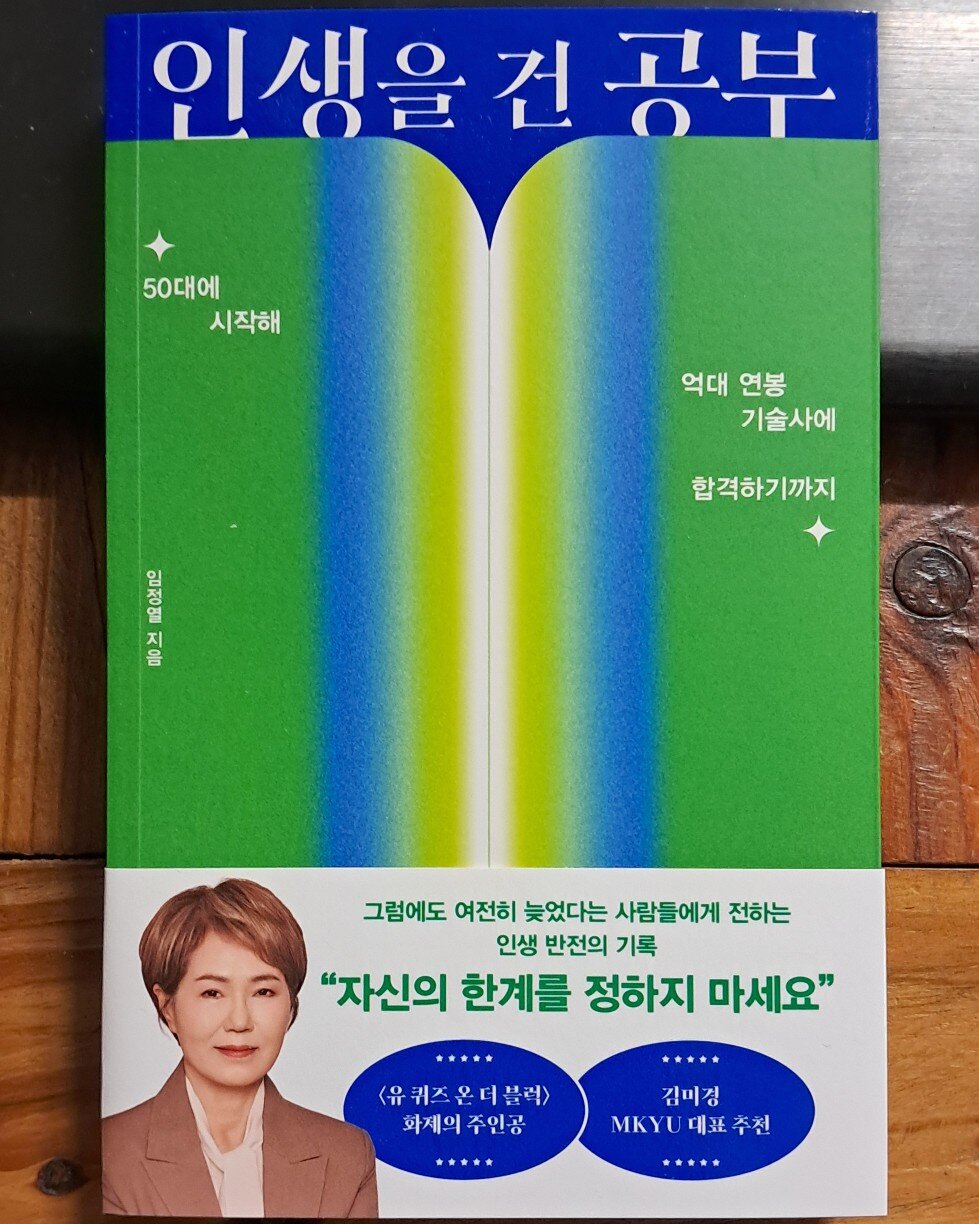 인생을 건 공부
50대에
시작해
억대 연봉
기술사에
합격하기까지
임정열 지음
그럼에도 여전히 늦었다는 사람들에게 전하는
인생 반전의 기록
“자신의 한계를 정하지 마세요”
〈유 퀴즈 온 더 블럭〉
화제의 주인공
김미경
MKYU 대표 추천